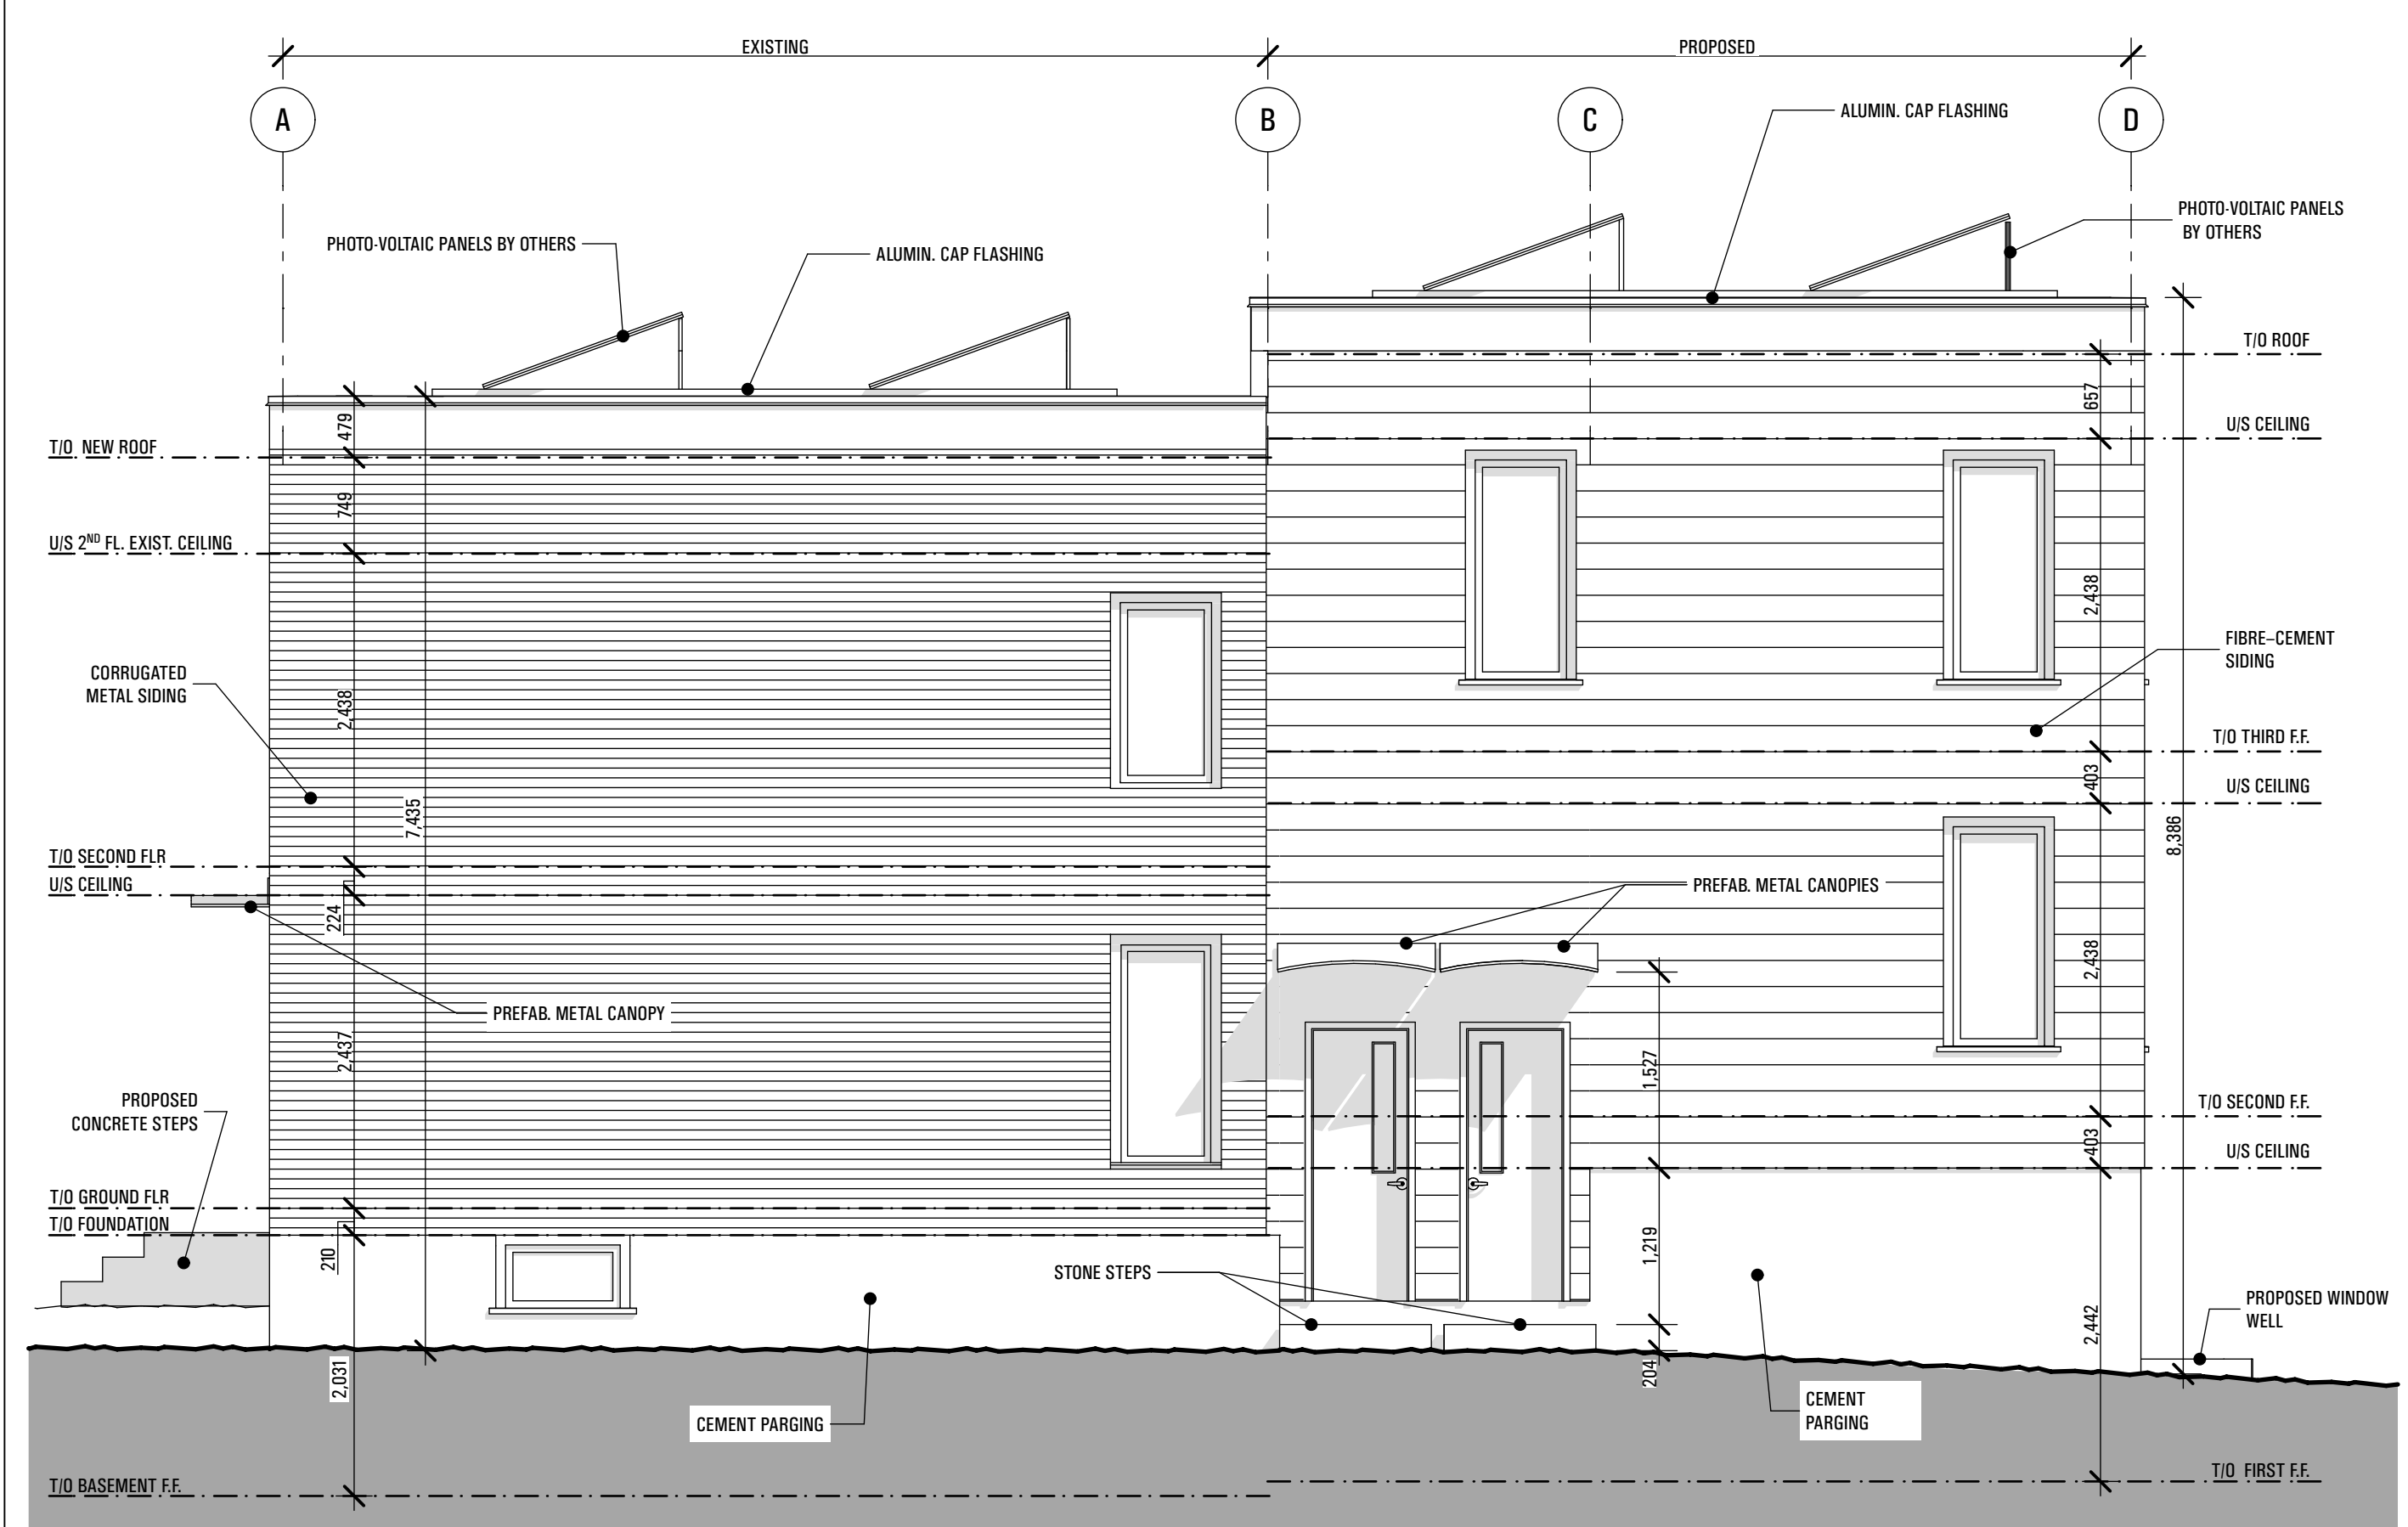 EXISTING
PROPOSED
A
B
C
D
ALUMIN. CAP FLASHING
PHOTO-VOLTAIC PANELS
BY OTHERS
PHOTO-VOLTAIC PANELS BY OTHERS
ALUMIN. CAP FLASHING
T/O ROOF
657
U/S CEILING
479
T/O NEW ROOF
749
U/S 2ND FL. EXIST. CEILING
2,438
FIBRE–CEMENT
SIDING
CORRUGATED
METAL SIDING
2,438
T/O THIRD F.F.
403
U/S CEILING
7,435
8,386
T/O SECOND FLR
U/S CEILING
224
PREFAB. METAL CANOPIES
2,438
PREFAB. METAL CANOPY
2,437
1,527
PROPOSED
CONCRETE STEPS
T/O SECOND F.F.
403
U/S CEILING
T/O GROUND FLR
T/O FOUNDATION
210
1,219
STONE STEPS
PROPOSED WINDOW
WELL
2,442
2,031
204
CEMENT PARGING
CEMENT
PARGING
T/O BASEMENT F.F.
T/O FIRST F.F.